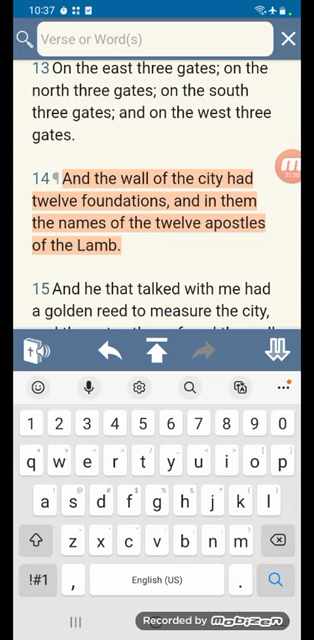 10:37
Verse or Word(s)
13 On the east three gates; on the
north three gates; on the south
three gates; and on the west three
gates.
14 ¶ And the wall of the city had
twelve foundations, and in them
the names of the twelve apostles
of the Lamb.
15 And he that talked with me had
a golden reed to measure the city,
1 2 3 4 5 6 7 8 9 0
q w e r t y u i o p
a s d f g h j k l
z x c v b n m
!#1 , English (US) .
Recorded by mobizen